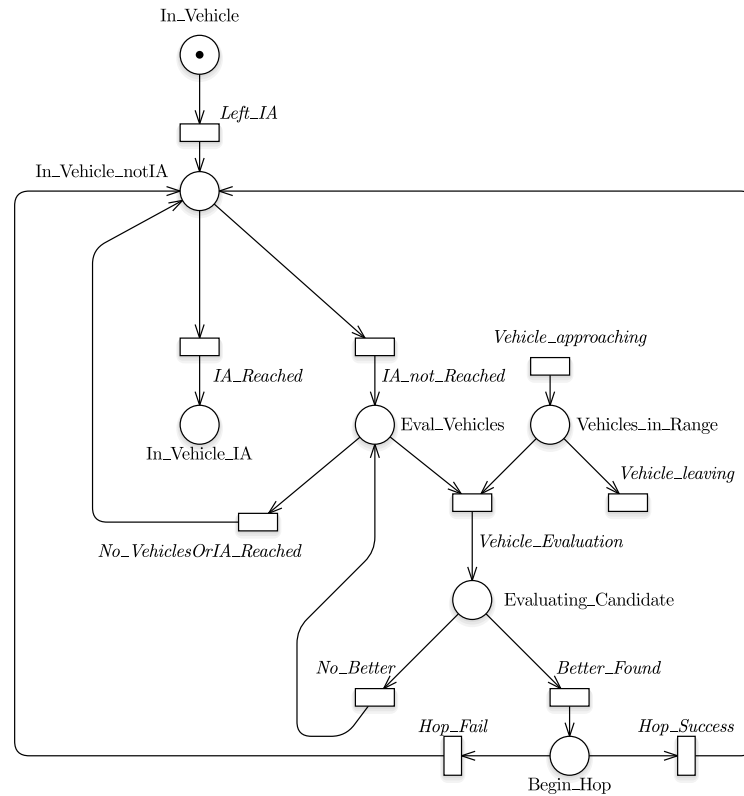 In_Vehicle
Left_IA
In_Vehicle_notIA
Vehicle_approaching
IA_Reached
IA_not_Reached
Eval_Vehicles
Vehicles_in_Range
In_Vehicle_IA
Vehicle_leaving
No_VehiclesOrIA_Reached
Vehicle_Evaluation
Evaluating_Candidate
No_Better
Better_Found
Hop_Fail
Hop_Success
Begin_Hop